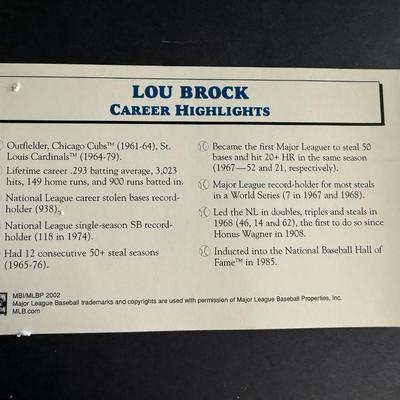 LOU BROCK
CAREER HIGHLIGHTS
Outfielder, Chicago Cubs™ (1961-64), St.
Louis Cardinals™ (1964-79).
Lifetime career .293 batting average, 3,023
hits, 149 home runs, and 900 runs batted in.
National League career stolen bases record-
holder (938).
National League single-season SB record-
holder (118 in 1974).
Had 12 consecutive 50+ steal seasons
(1965-76).
Became the first Major Leaguer to steal 50
bases and hit 20+ HR in the same season
(1967—52 and 21, respectively).
Major League record-holder for most steals
in a World Series (7 in 1967 and 1968).
Led the NL in doubles, triples and steals in
1968 (46, 14 and 62), the first to do so since
Honus Wagner in 1908.
Inducted into the National Baseball Hall of
Fame™ in 1985.
MBI/MLBP 2002
Major League Baseball trademarks and copyrights are used with permission of Major League Baseball Properties, Inc.
MLB.com